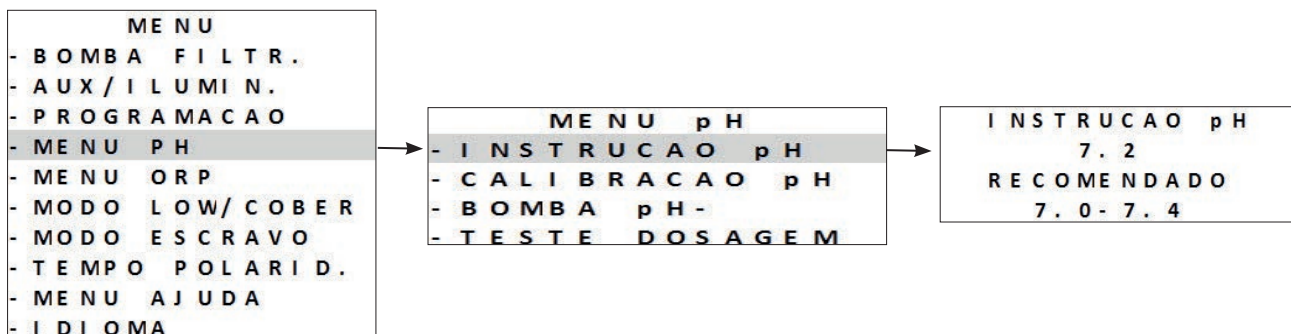 MENU
- BOMBA FILTR.
- AUX/ILUMIN.
- PROGRAMACAO
- MENU PH
- MENU ORP
- MODO LOW/COBER
- MODO ESCRAVO
- TEMPO POLARID.
- MENU AJUDA
- IDIOMA
MENU pH
- INSTRUCAO pH
- CALIBRACAO pH
- BOMBA pH-
- TESTE DOSAGEM
INSTRUCAO pH
7.2
RECOMENDADO
7.0-7.4